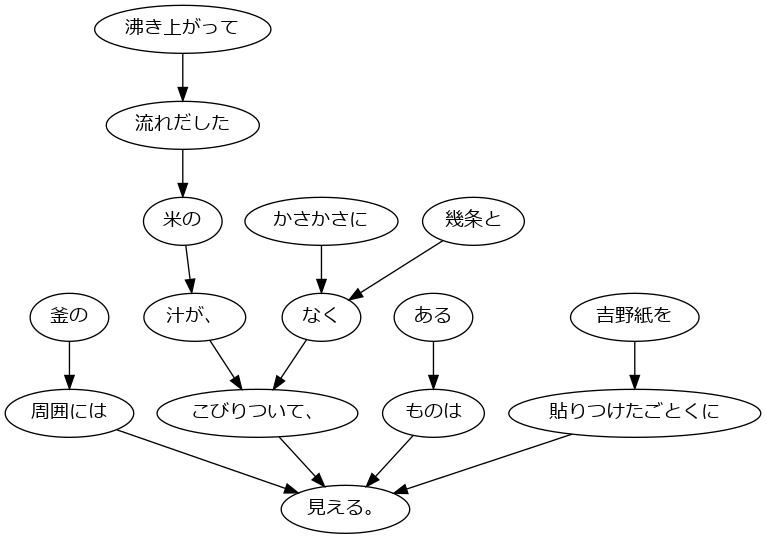 沸き上がって
流れだした
米の
かさかさに
幾条と
釜の
汁が、
なく
ある
吉野紙を
周囲には
こびりついて、
ものは
貼りつけたごとくに
見える。